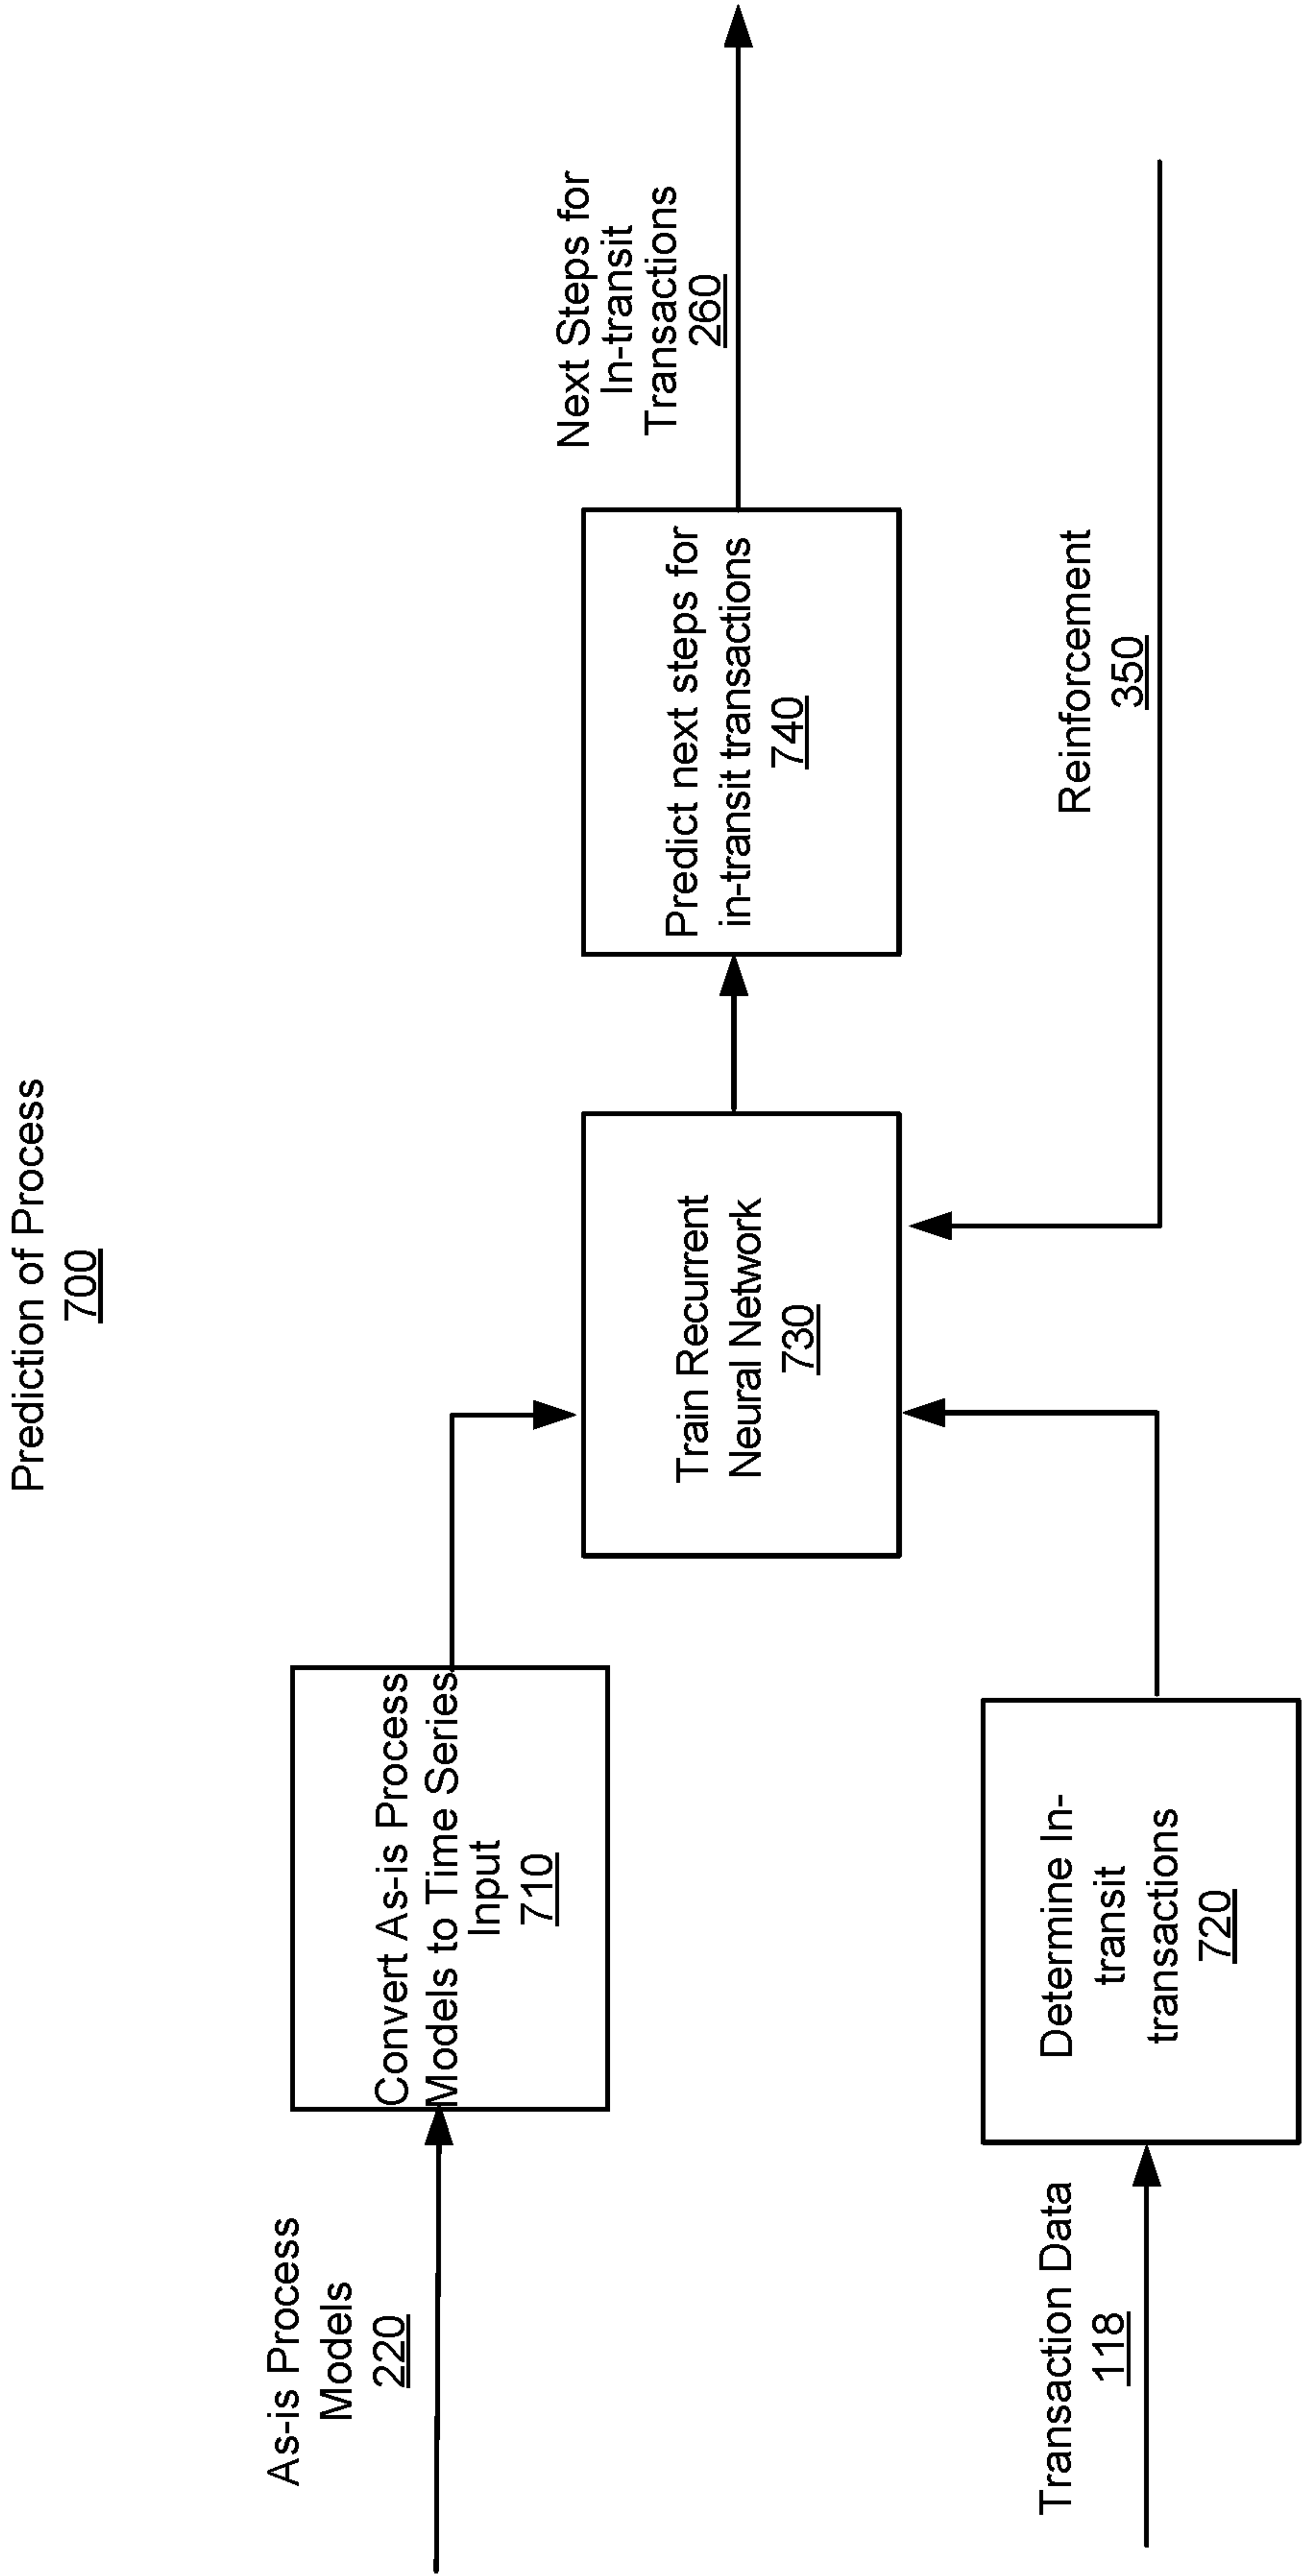 Prediction of Process
700
As-is Process
Models
220
Convert As-is Process
Models to Time Series
Input
710
Transaction Data
118
Determine In-
transit
transactions
720
Train Recurrent
Neural Network
730
Predict next steps for
in-transit transactions
740
Next Steps for
In-transit
Transactions
260
Reinforcement
350